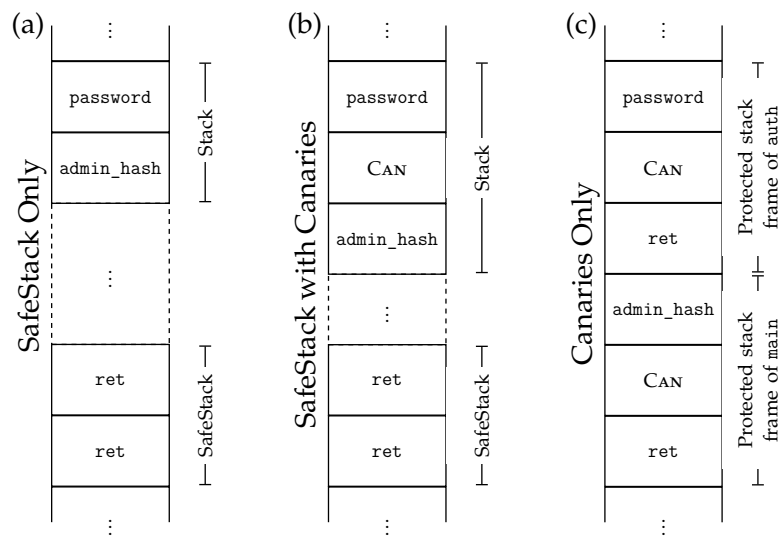 (a)
SafeStack Only
⋮
password
admin_hash
⋮
ret
ret
⋮
Stack
SafeStack
(b)
SafeStack with Canaries
⋮
password
CAN
admin_hash
⋮
ret
ret
⋮
Stack
SafeStack
(c)
Canaries Only
⋮
password
CAN
ret
admin_hash
CAN
ret
⋮
Protected stack
frame of auth
Protected stack
frame of main